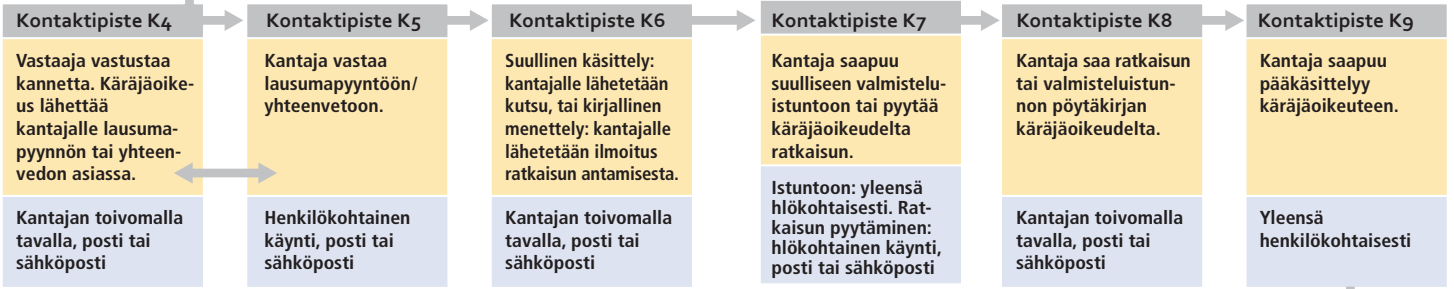 Kontaktipiste K4
Vastaaja vastustaa
kannetta. Käräjäoike-
us lähettää
kantajalle lausuma-
pyynnön tai yhteen-
vedon asiassa.
Kantajan toivomalla
tavalla, posti tai
sähköposti
Kontaktipiste K5
Kantaja vastaa
lausumapyyntöön/
yhteenvetoon.
Henkilökohtainen
käynti, posti tai
sähköposti
Kontaktipiste K6
Suullinen käsittely:
kantajalle lähetetään
kutsu, tai kirjallinen
menettely: kantajalle
lähetetään ilmoitus
ratkaisun antamisesta.
Kantajan toivomalla
tavalla, posti tai
sähköposti
Kontaktipiste K7
Kantaja saapuu
suulliseen valmistelu-
istuntoon tai pyytää
käräjäoikeudelta
ratkaisun.
Istuntoon: yleensä
hlökohtaisesti. Rat-
kaisun pyytäminen:
hlökohtainen käynti,
posti tai sähköposti
Kontaktipiste K8
Kantaja saa ratkaisun
tai valmisteluistun-
non pöytäkirjan
käräjäoikeudelta.
Kantajan toivomalla
tavalla, posti tai
sähköposti
Kontaktipiste K9
Kantaja saapuu
pääkäsittelyy
käräjäoikeuteen.
Yleensä
henkilökohtaisesti